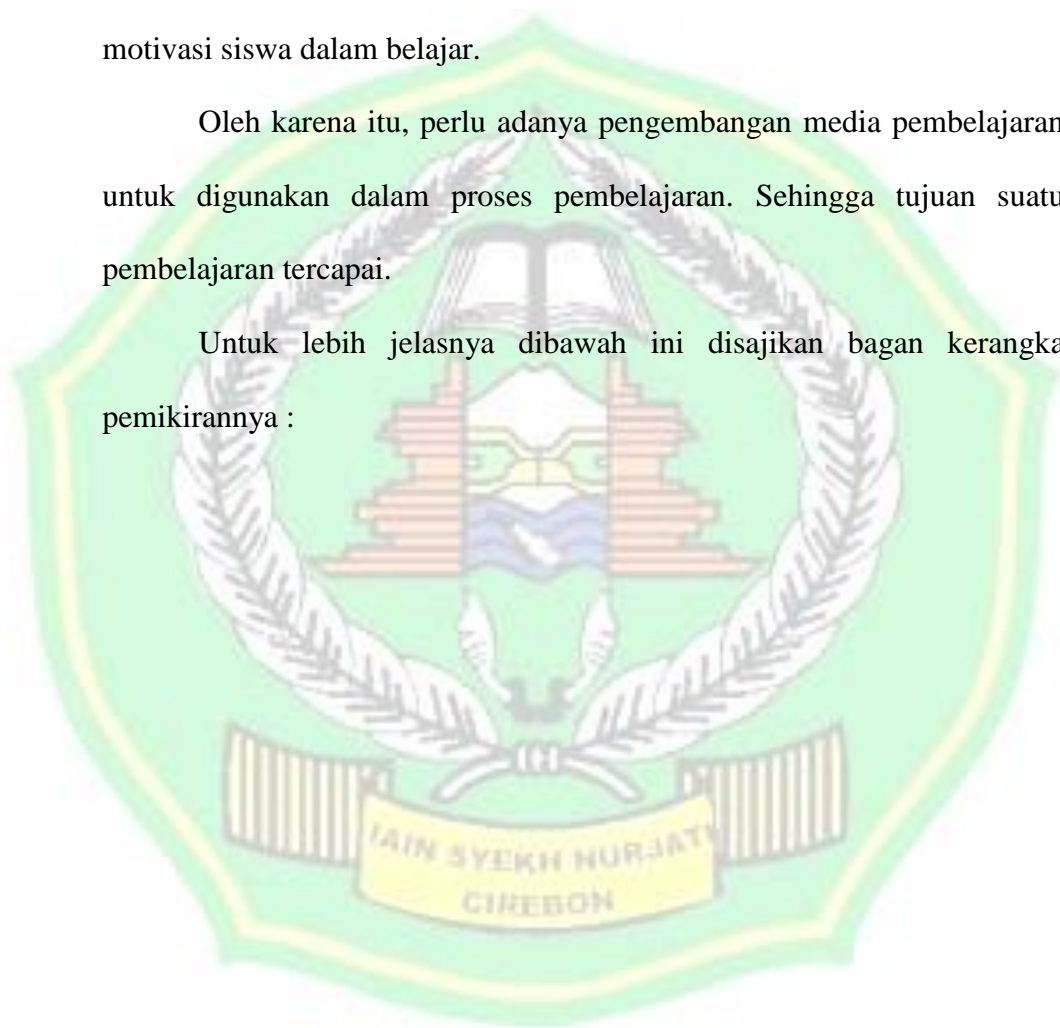 motivasi siswa dalam belajar.
Oleh karena itu, perlu adanya pengembangan media pembelajaran
untuk digunakan dalam proses pembelajaran. Sehingga tujuan suatu
pembelajaran tercapai.
Untuk lebih jelasnya dibawah ini disajikan bagan kerangka
pemikirannya :
IAIN SYEKH NURJATI
CIREBON